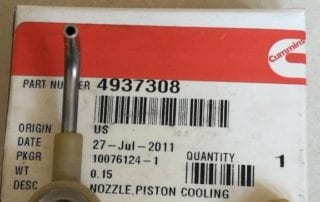 Cummins
PART NUMBER 4937308
ORIGIN US
DATE 27-Jul-2011
PKGR 10076124-1 QUANTITY 1
WT 0.15
DESC NOZZLE,PISTON COOLING